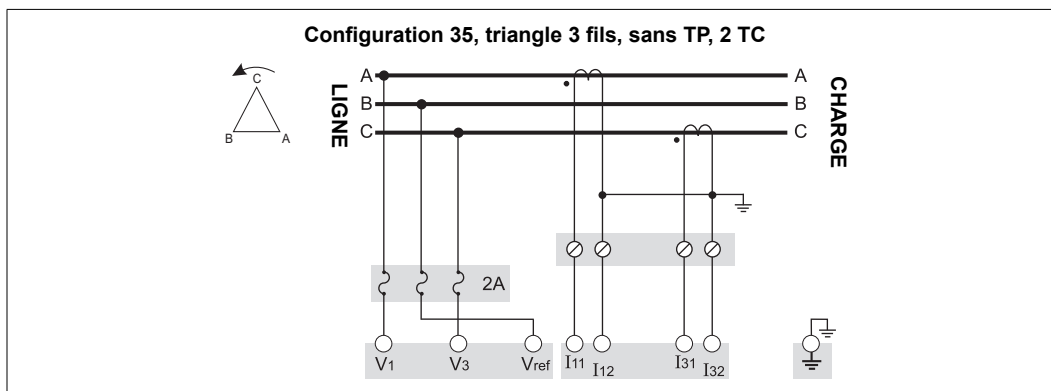 Configuration 35, triangle 3 fils, sans TP, 2 TC
C
B
A
LIGNE
A
B
C
A
B
C
CHARGE
2A
V1
V3
Vref
I11
I12
I31
I32